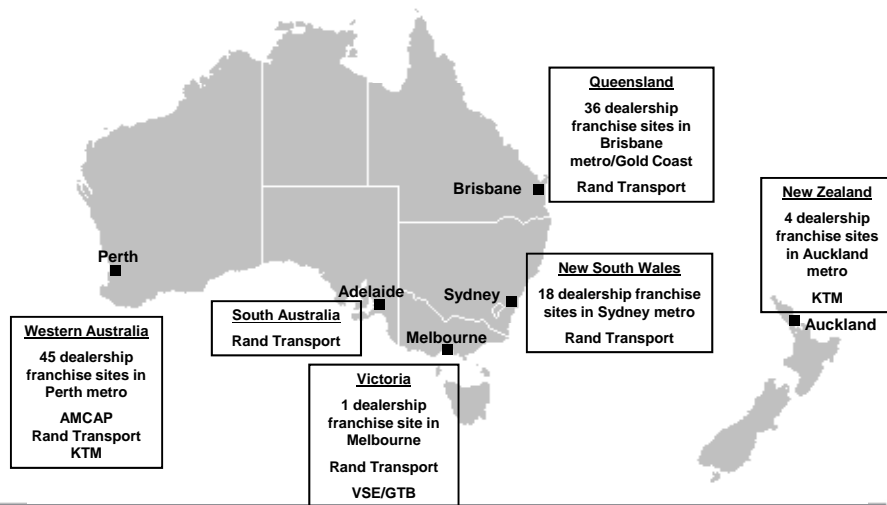 Queensland
36 dealership
franchise sites in
Brisbane
metro/Gold Coast
Rand Transport
Brisbane
New Zealand
4 dealership
franchise sites
in Auckland
metro
KTM
Auckland
Perth
Western Australia
45 dealership
franchise sites in
Perth metro
AMCAP
Rand Transport
KTM
Adelaide
South Australia
Rand Transport
Sydney
New South Wales
18 dealership franchise
sites in Sydney metro
Rand Transport
Melbourne
Victoria
1 dealership
franchise site in
Melbourne
Rand Transport
VSE/GTB